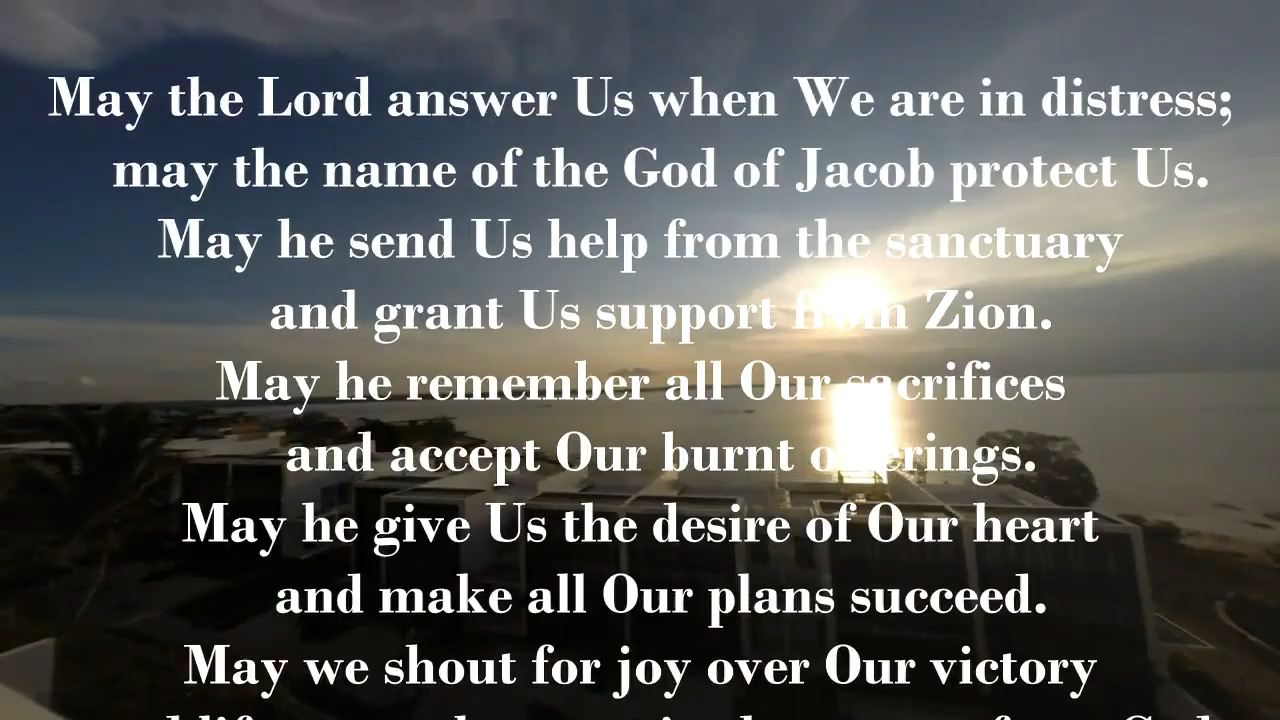 May the Lord answer Us when We are in distress;
may the name of the God of Jacob protect Us.
May he send Us help from the sanctuary
and grant Us support from Zion.
May he remember all Our sacrifices
and accept Our burnt offerings.
May he give Us the desire of Our heart
and make all Our plans succeed.
May we shout for joy over Our victory